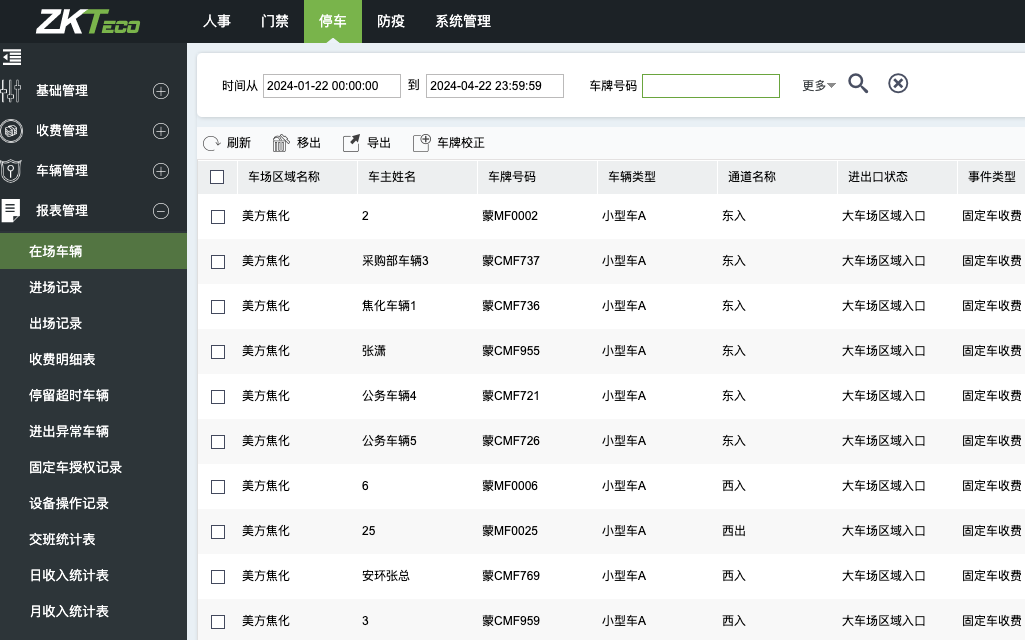 ZKTeco 人事 门禁 停车 防疫 系统管理
基础管理
收费管理
车辆管理
报表管理
在场车辆
进场记录
出场记录
收费明细表
停留超时车辆
进出异常车辆
固定车授权记录
设备操作记录
交班统计表
日收入统计表
月收入统计表
时间从 2024-01-22 00:00:00 到 2024-04-22 23:59:59 车牌号码 更多
刷新 移出 导出 车牌校正
车场区域名称 车主姓名 车牌号码 车辆类型 通道名称 进出口状态 事件类型
美方焦化 2 蒙MF0002 小型车A 东入 大车场区域入口 固定车收费
美方焦化 采购部车辆3 蒙CMF737 小型车A 东入 大车场区域入口 固定车收费
美方焦化 焦化车辆1 蒙CMF736 小型车A 东入 大车场区域入口 固定车收费
美方焦化 张潇 蒙CMF955 小型车A 东入 大车场区域入口 固定车收费
美方焦化 公务车辆4 蒙CMF721 小型车A 东入 大车场区域入口 固定车收费
美方焦化 公务车辆5 蒙CMF726 小型车A 东入 大车场区域入口 固定车收费
美方焦化 6 蒙MF0006 小型车A 西入 大车场区域入口 固定车收费
美方焦化 25 蒙MF0025 小型车A 西出 大车场区域入口 固定车收费
美方焦化 安环张总 蒙CMF769 小型车A 西入 大车场区域入口 固定车收费
美方焦化 3 蒙CMF959 小型车A 西入 大车场区域入口 固定车收费